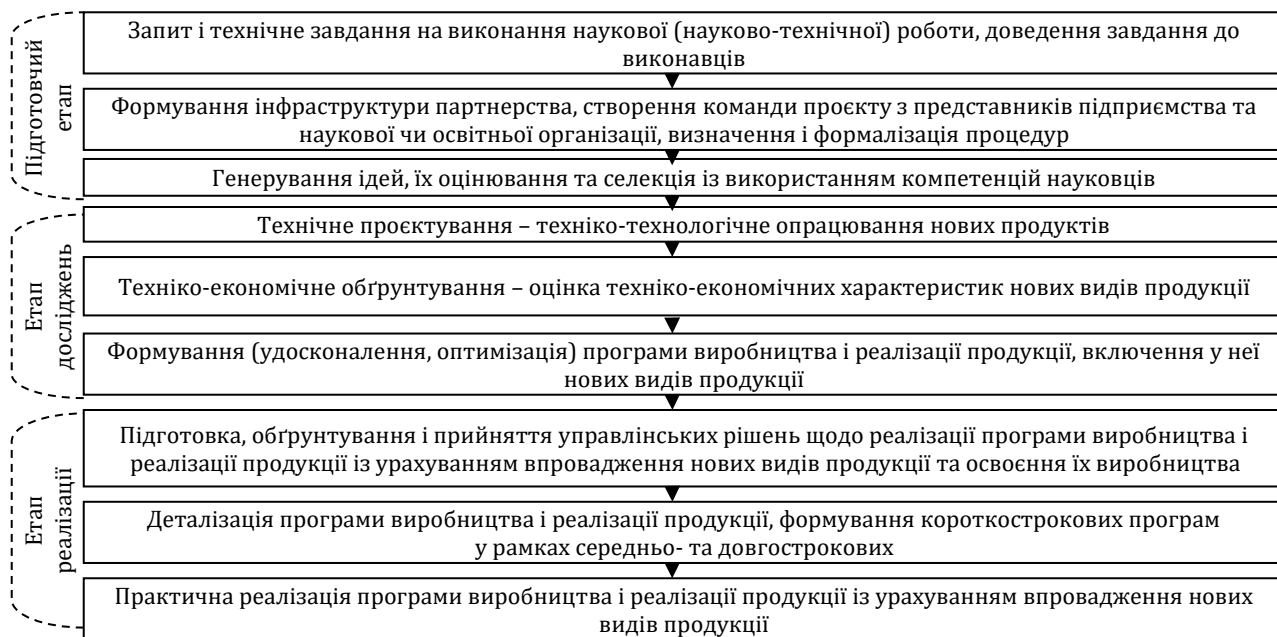 Підготовчий
етап
Запит і технічне завдання на виконання наукової (науково-технічної) роботи, доведення завдання до
виконавців
Формування інфраструктури партнерства, створення команди проєкту з представників підприємства та
наукової чи освітньої організації, визначення і формалізація процедур
Генерування ідей, їх оцінювання та селекція із використанням компетенцій науковців
Етап
досліджень
Технічне проєктування – техніко-технологічне опрацювання нових продуктів
Техніко-економічне обґрунтування – оцінка техніко-економічних характеристик нових видів продукції
Формування (удосконалення, оптимізація) програми виробництва і реалізації продукції, включення у неї
нових видів продукції
Етап
реалізації
Підготовка, обґрунтування і прийняття управлінських рішень щодо реалізації програми виробництва і
реалізації продукції із урахуванням впровадження нових видів продукції та освоєння їх виробництва
Деталізація програми виробництва і реалізації продукції, формування короткострокових програм
у рамках середньо- та довгострокових
Практична реалізація програми виробництва і реалізації продукції із урахуванням впровадження нових
видів продукції